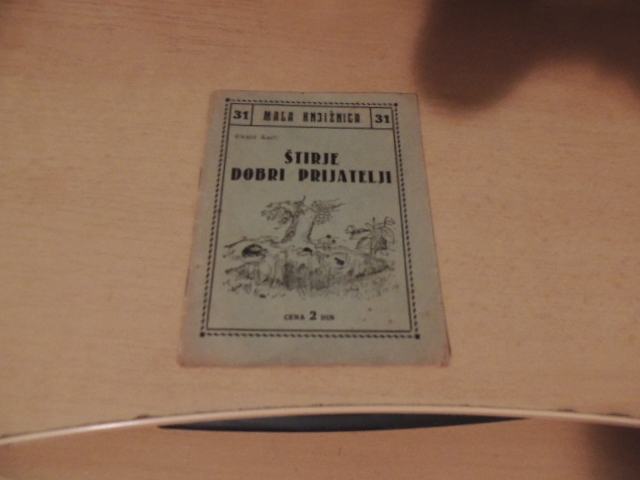 31 MALA KNJIŽNICA 31
ŠTIRJE
DOBRI PRIJATELJI
CENA 2 DIN